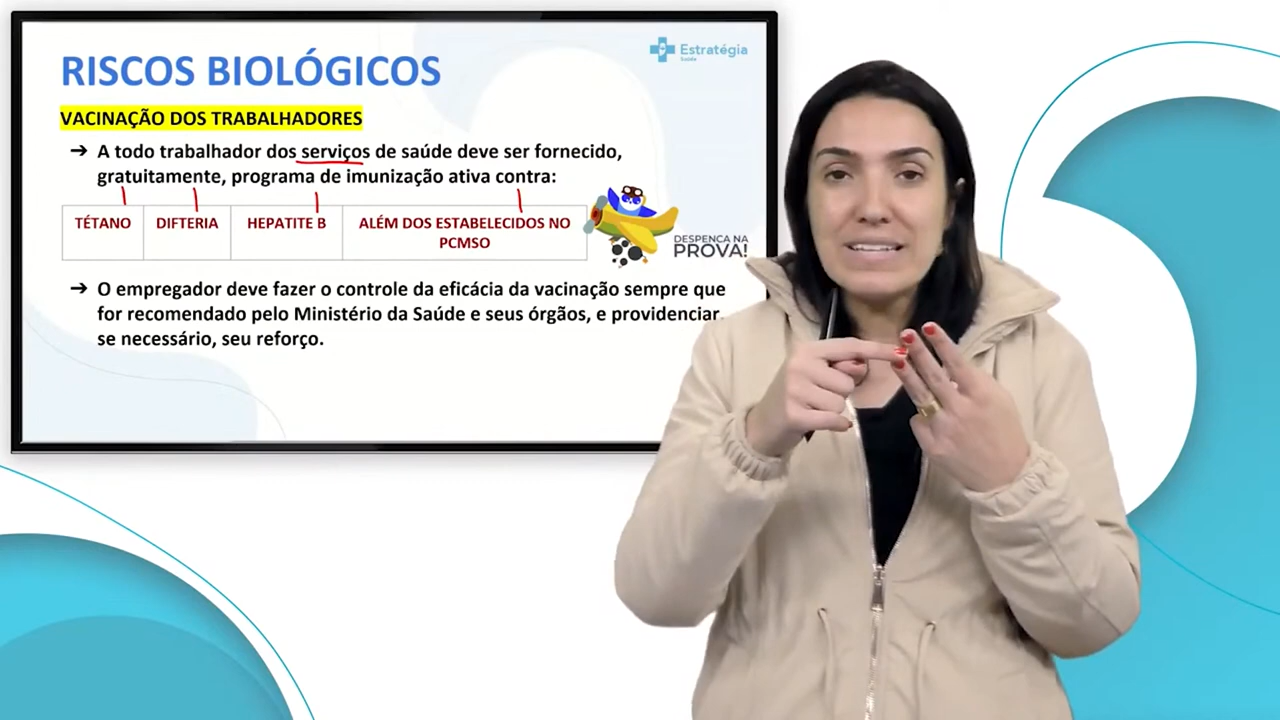 RISCOS BIOLÓGICOS
Estratégia
Saúde
VACINAÇÃO DOS TRABALHADORES
➔ A todo trabalhador dos serviços de saúde deve ser fornecido,
gratuitamente, programa de imunização ativa contra:
TÉTANO DIFTERIA HEPATITE B ALÉM DOS ESTABELECIDOS NO
PCMSO
DESPENCA NA
PROVA!
➔ O empregador deve fazer o controle da eficácia da vacinação sempre que
for recomendado pelo Ministério da Saúde e seus órgãos, e providenciar
se necessário, seu reforço.